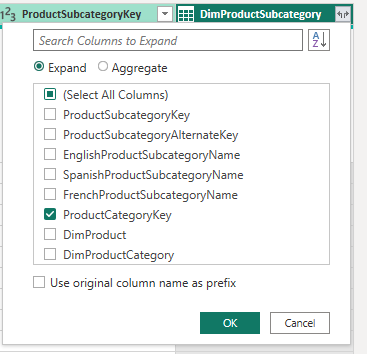 123 ProductSubcategoryKey DimProductSubcategory
Search Columns to Expand
A
Z
Expand Aggregate
(Select All Columns)
ProductSubcategoryKey
ProductSubcategoryAlternateKey
EnglishProductSubcategoryName
SpanishProductSubcategoryName
FrenchProductSubcategoryName
ProductCategoryKey
DimProduct
DimProductCategory
Use original column name as prefix
OK Cancel